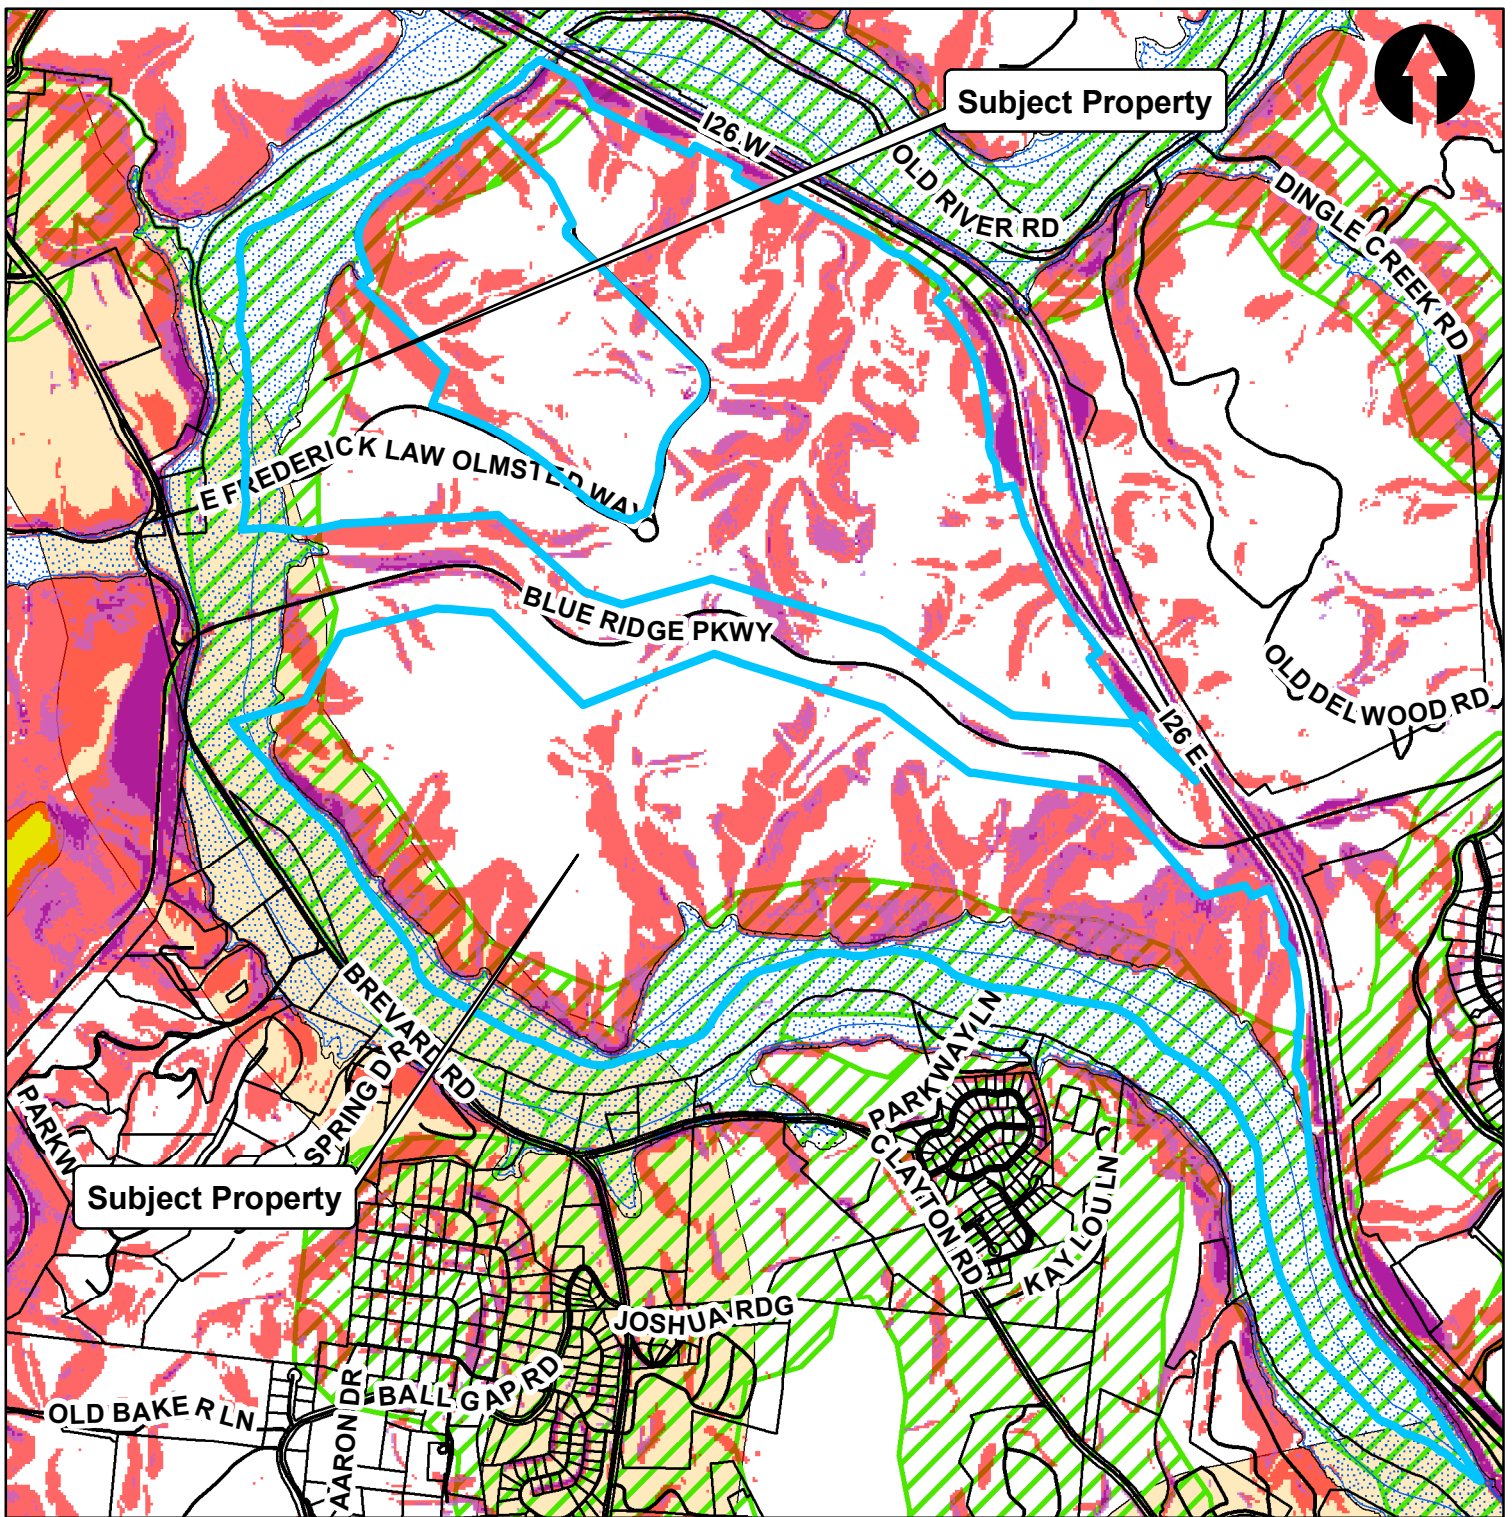 Subject Property
I26 W
OLD RIVER RD
DINGLE CREEK RD
E FREDERICK LAW OLMSTED WAY
BLUE RIDGE PKWY
OLD DELWOOD RD
I26 E
BREVARD RD
PARKWAY LN
SPRING DR
PARKW
CLAYTON RD
KAY LOU LN
Subject Property
JOSHUA RDG
BALL GAP RD
AARON DR
OLD BAKER LN